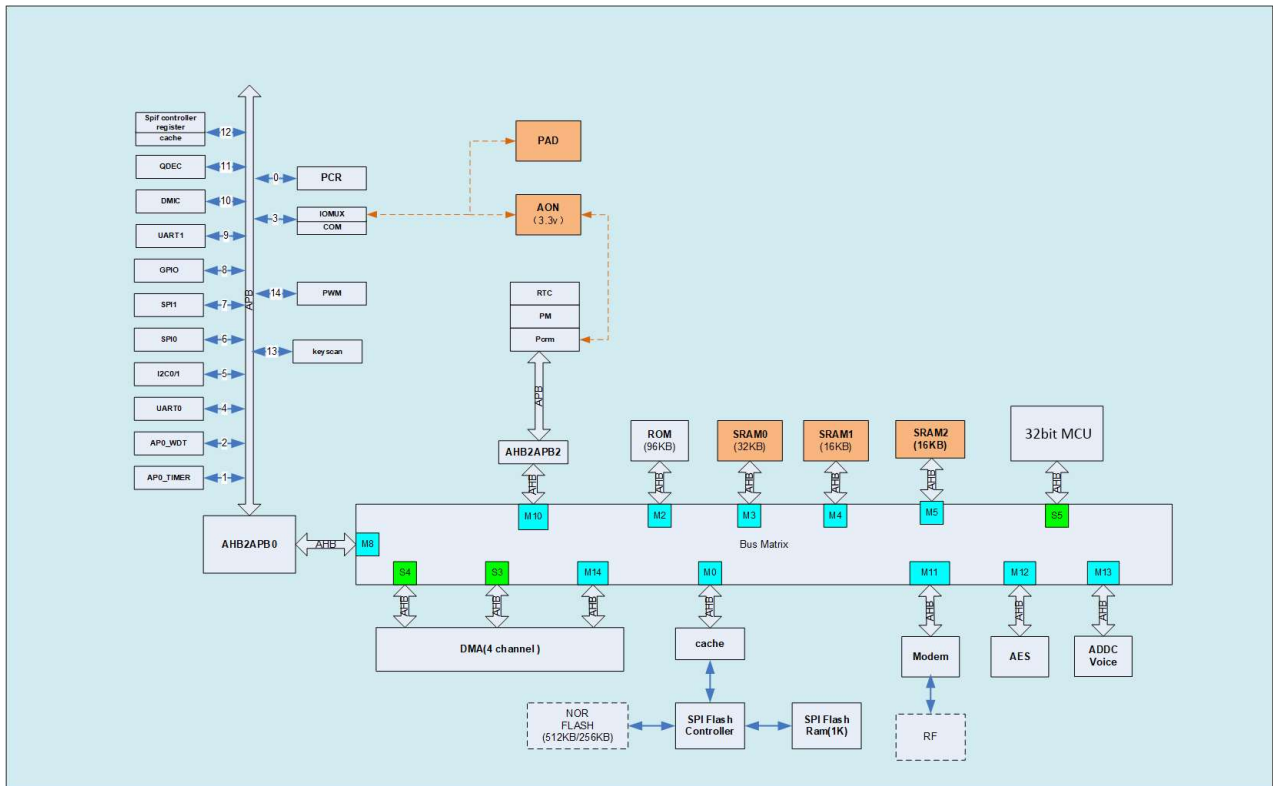 Spif controller
register
cache
12
QDEC
11
DMIC
10
UART1
9
GPIO
8
SPI1
7
SPI0
6
I2C0/1
5
UART0
4
AP0_WDT
2
AP0_TIMER
1
APB
0
PCR
3
IOMUX
COM
14
PWM
13
keyscan
PAD
AON
(3.3v)
RTC
PM
Pcrm
APB
AHB2APB2
AHB
ROM
(96KB)
AHB
SRAM0
(32KB)
AHB
SRAM1
(16KB)
AHB
SRAM2
(16KB)
AHB
32bit MCU
AHB
AHB2APB0
AHB
M8
M10
M2
M3
M4
M5
S5
Bus Matrix
S4
S3
M14
M0
M11
M12
M13
AHB
AHB
AHB
AHB
AHB
AHB
AHB
DMA(4 channel )
cache
Modem
AES
ADDC
Voice
NOR
FLASH
(512KB/256KB)
SPI Flash
Controller
SPI Flash
Ram(1K)
RF